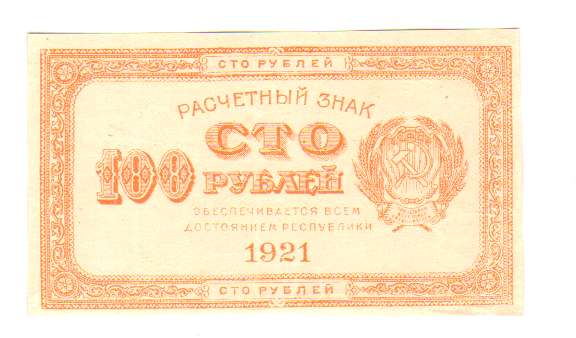 СТО РУБЛЕЙ
РАСЧЕТНЫЙ ЗНАК
СТО
100 РУБЛЕЙ
ОБЕСПЕЧИВАЕТСЯ ВСЕМ
ДОСТОЯНИЕМ РЕСПУБЛИКИ
1921
СТО РУБЛЕЙ